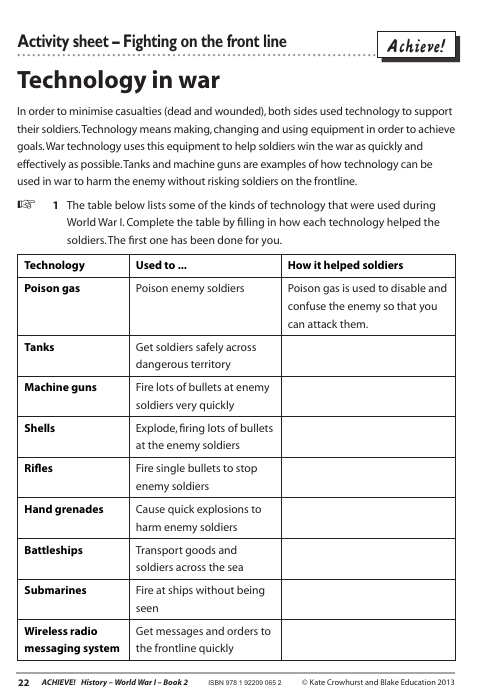 Activity sheet – Fighting on the front line
Achieve!
Technology in war
In order to minimise casualties (dead and wounded), both sides used technology to support
their soldiers. Technology means making, changing and using equipment in order to achieve
goals. War technology uses this equipment to help soldiers win the war as quickly and
effectively as possible. Tanks and machine guns are examples of how technology can be
used in war to harm the enemy without risking soldiers on the frontline.
1 The table below lists some of the kinds of technology that were used during
World War I. Complete the table by filling in how each technology helped the
soldiers. The first one has been done for you.
Technology Used to ... How it helped soldiers
Poison gas Poison enemy soldiers Poison gas is used to disable and
confuse the enemy so that you
can attack them.
Tanks Get soldiers safely across
dangerous territory
Machine guns Fire lots of bullets at enemy
soldiers very quickly
Shells Explode, firing lots of bullets
at the enemy soldiers
Rifles Fire single bullets to stop
enemy soldiers
Hand grenades Cause quick explosions to
harm enemy soldiers
Battleships Transport goods and
soldiers across the sea
Submarines Fire at ships without being
seen
Wireless radio Get messages and orders to
messaging system the frontline quickly
22 ACHIEVE! History – World War I – Book 2 ISBN 978 1 92209 065 2 © Kate Crowhurst and Blake Education 2013